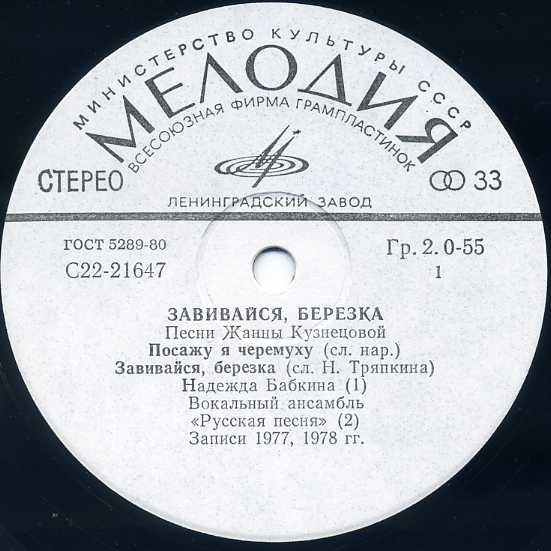 МИНИСТЕРСТВО КУЛЬТУРЫ СССР
МЕЛОДИЯ
ВСЕСОЮЗНАЯ ФИРМА ГРАМПЛАСТИНОК
СТЕРЕО
33
ЛЕНИНГРАДСКИЙ ЗАВОД
ГОСТ 5289-80
Гр. 2. 0-55
С22-21647
1
ЗАВИВАЙСЯ, БЕРЕЗКА
Песни Жанны Кузнецовой
Посажу я черемуху (сл. нар.)
Завивайся, березка (сл. Н. Тряпкина)
Надежда Бабкина (1)
Вокальный ансамбль
«Русская песня» (2)
Записи 1977, 1978 гг.